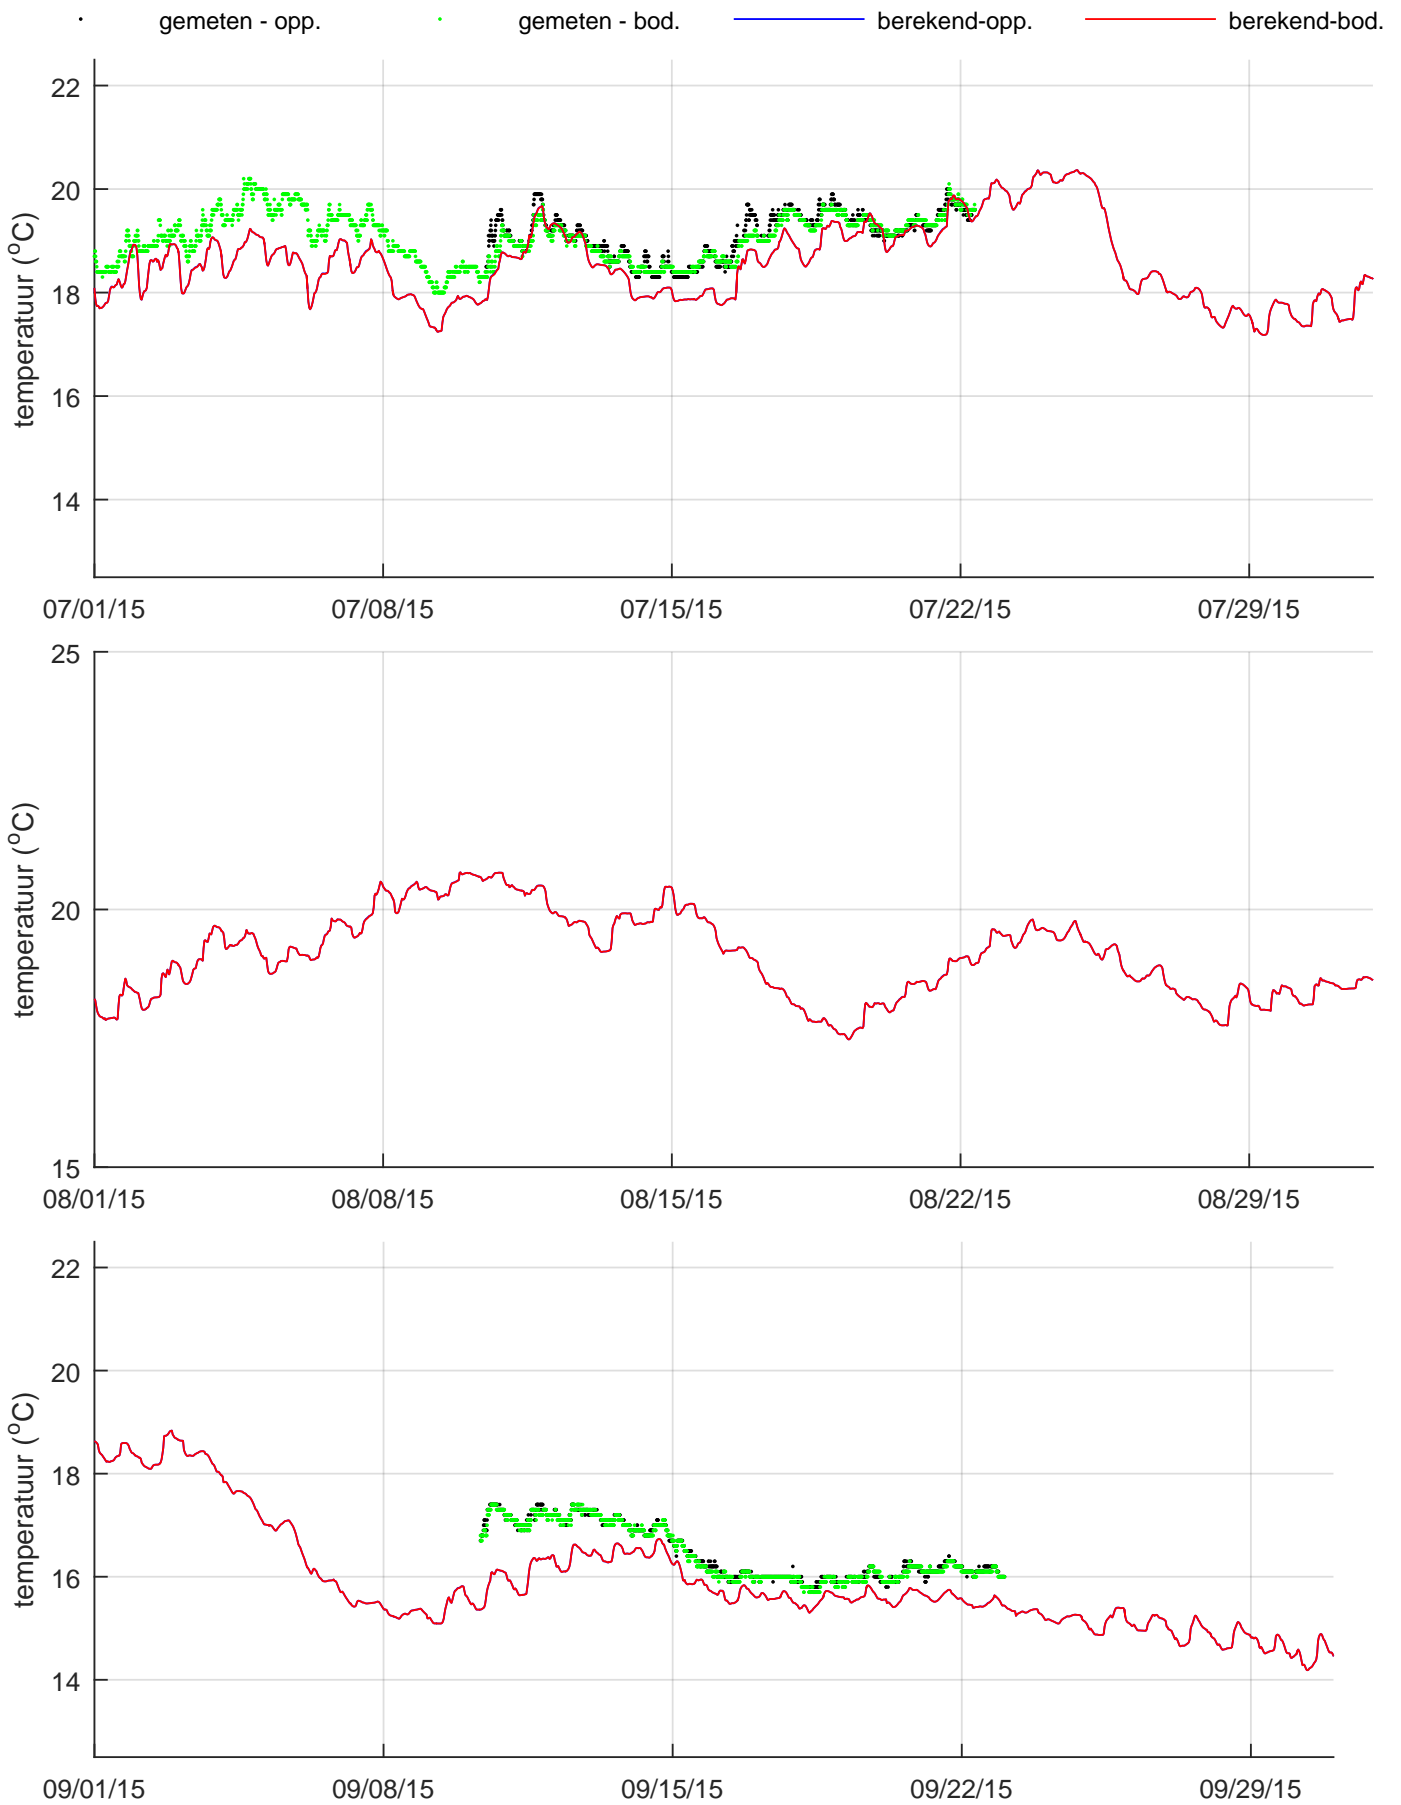 gemeten - opp. gemeten - bod. berekend-opp. berekend-bod.
22
20
18
16
14
temperatuur (°C)
07/01/15 07/08/15 07/15/15 07/22/15 07/29/15
25
20
15
temperatuur (°C)
08/01/15 08/08/15 08/15/15 08/22/15 08/29/15
22
20
18
16
14
temperatuur (°C)
09/01/15 09/08/15 09/15/15 09/22/15 09/29/15